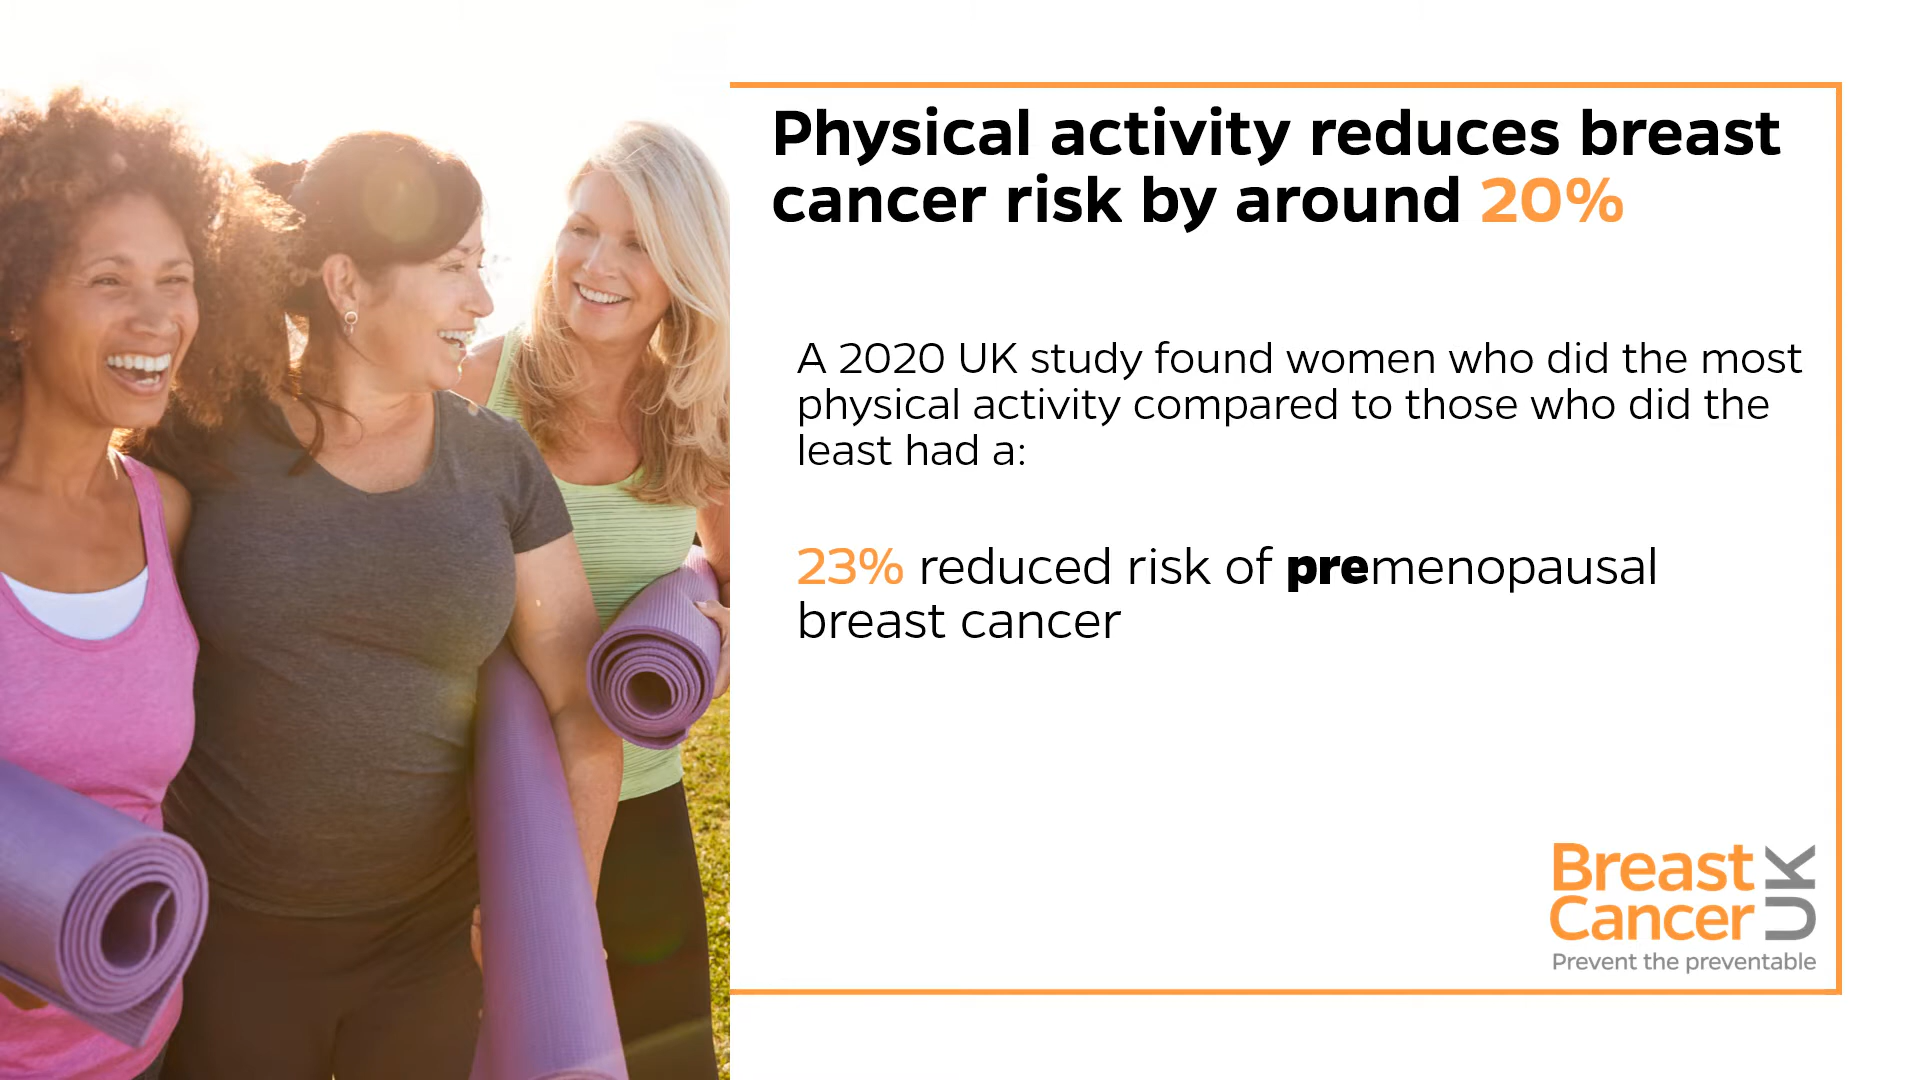 Physical activity reduces breast
cancer risk by around 20%
A 2020 UK study found women who did the most
physical activity compared to those who did the
least had a:
23% reduced risk of premenopausal
breast cancer
Breast
Cancer
UK
Prevent the preventable